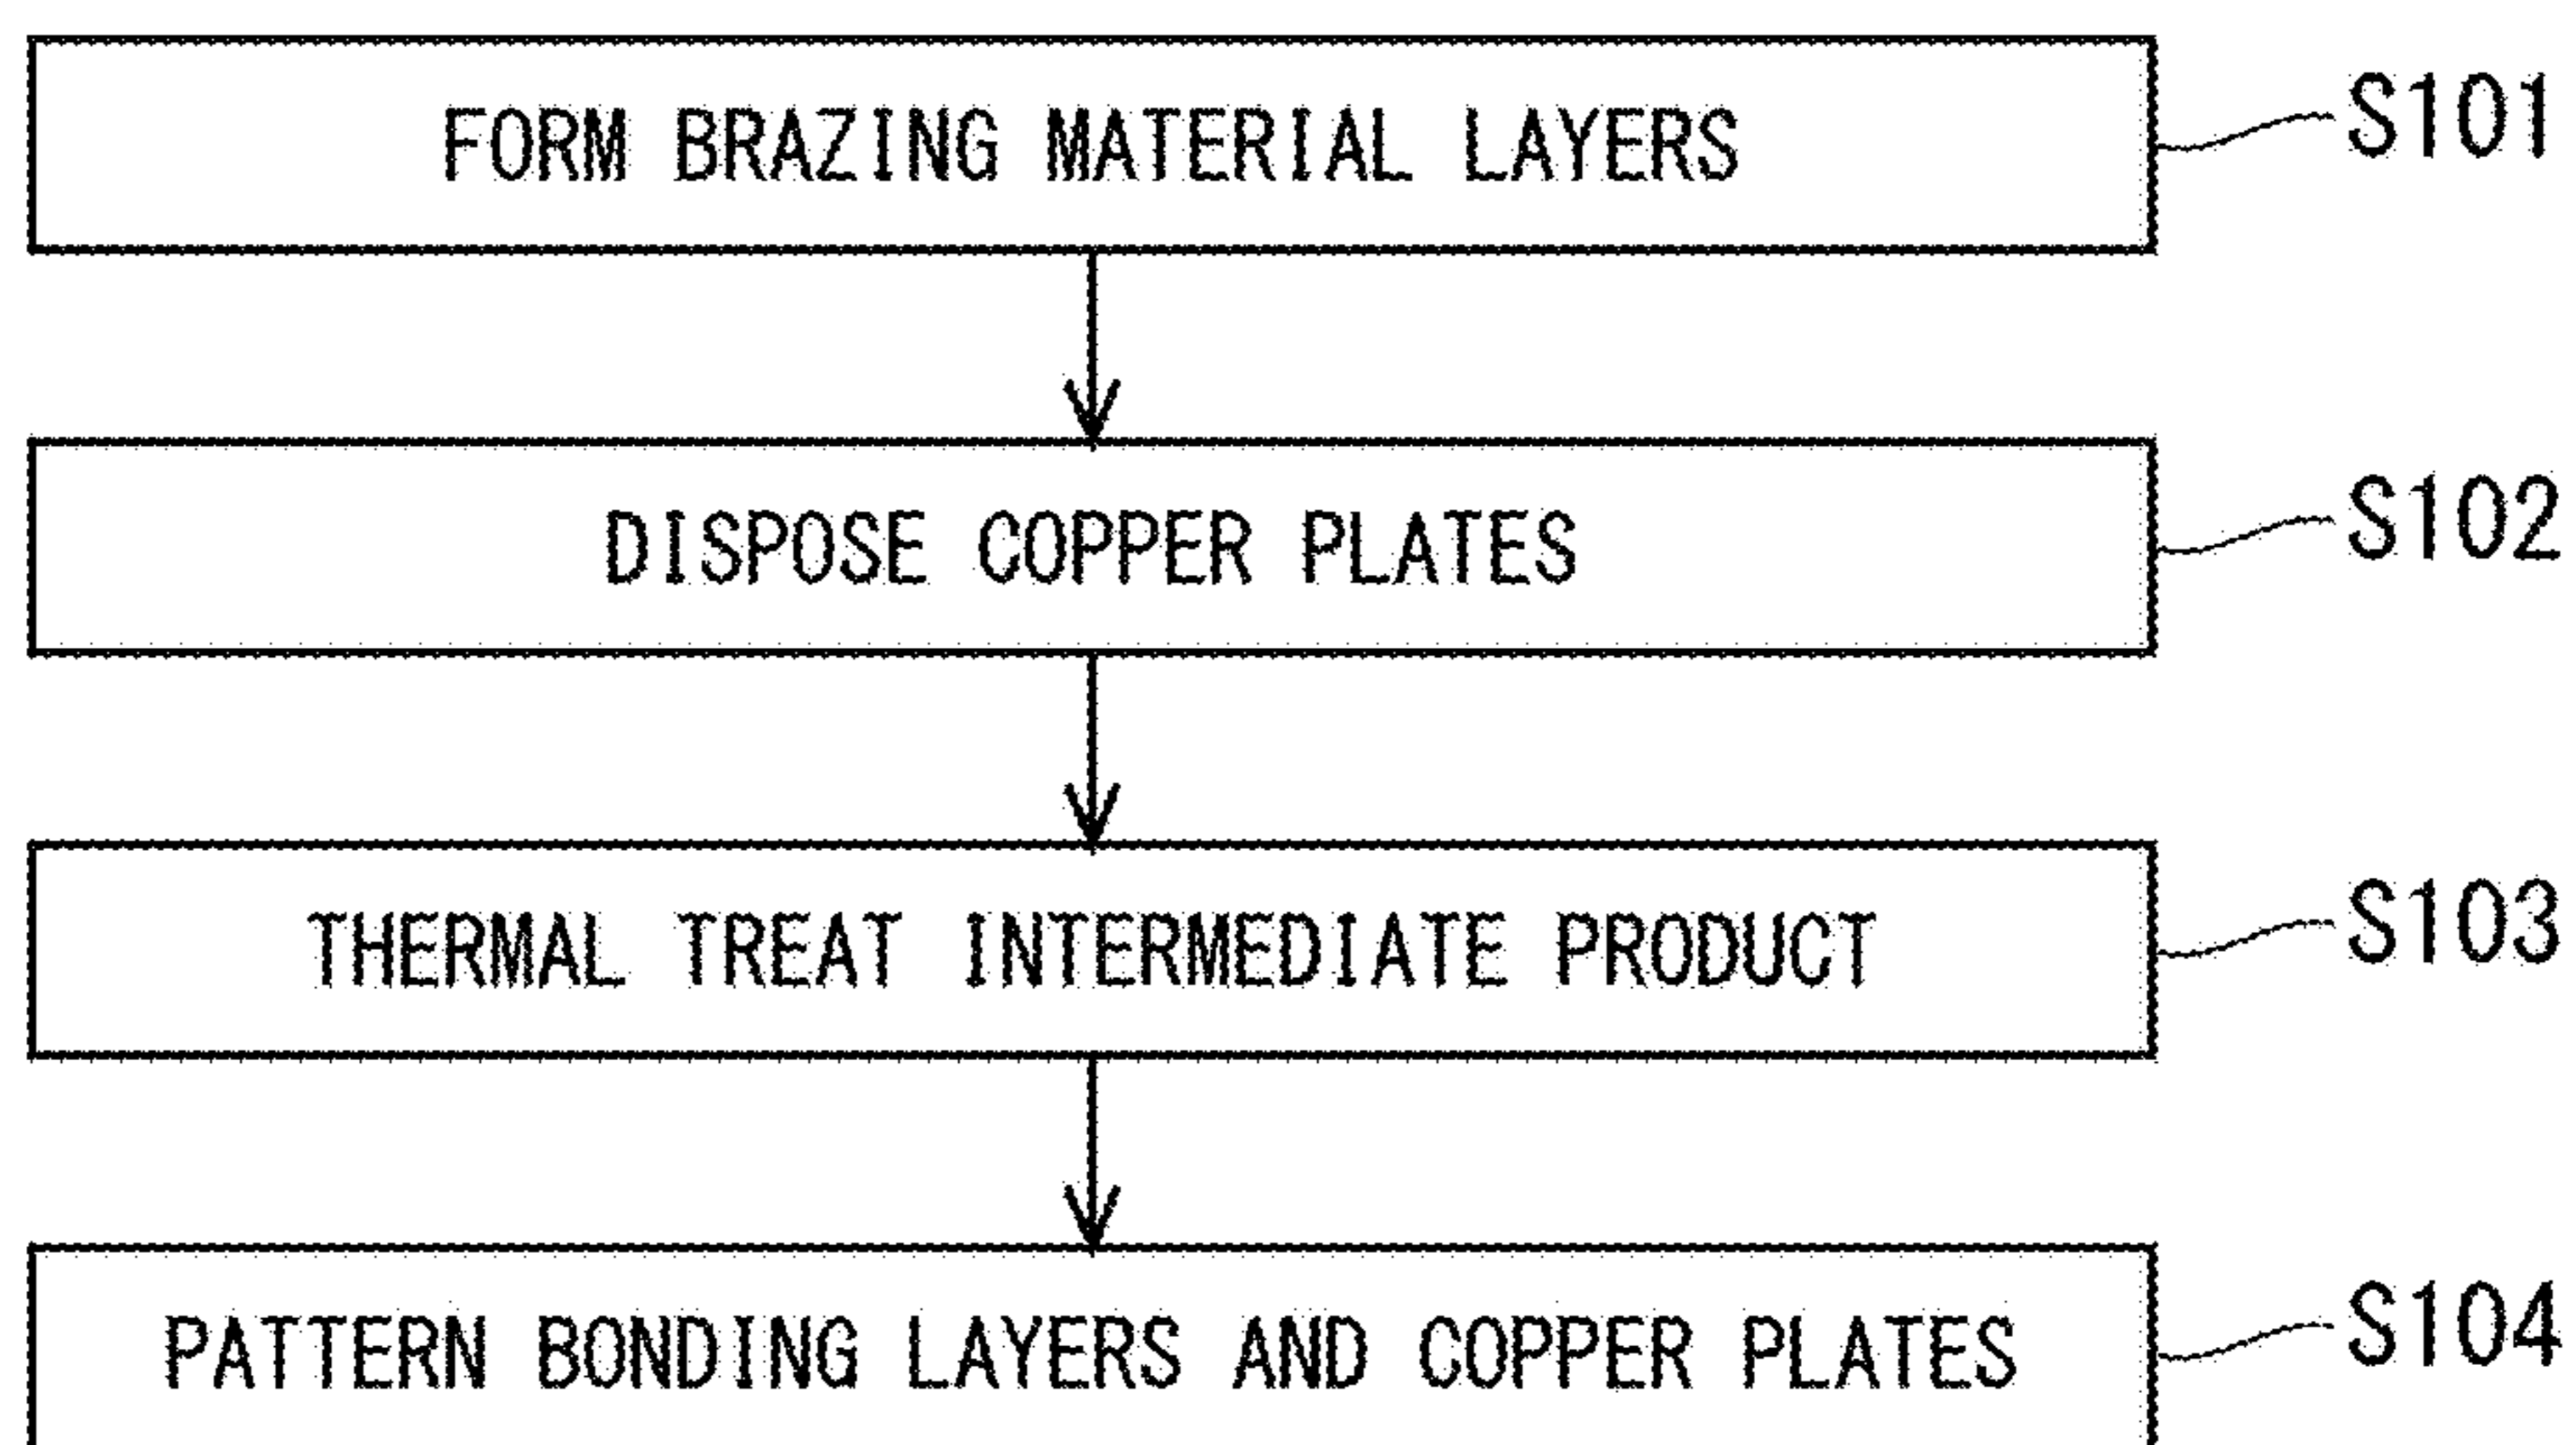 FORM BRAZING MATERIAL LAYERS S101
DISPOSE COPPER PLATES S102
THERMAL TREAT INTERMEDIATE PRODUCT S103
PATTERN BONDING LAYERS AND COPPER PLATES S104